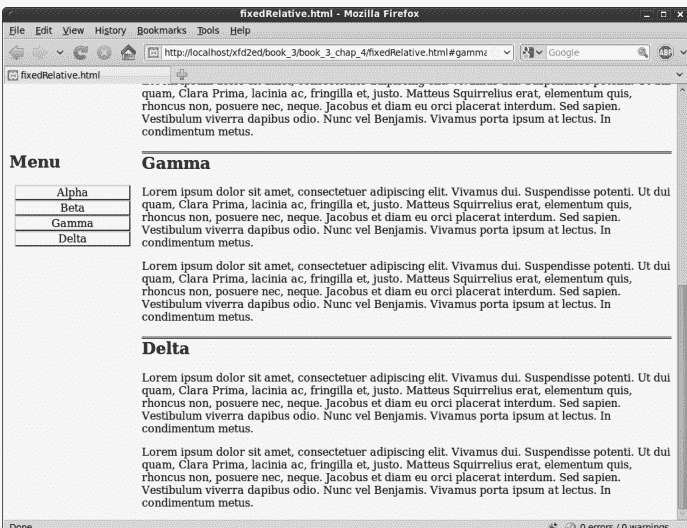 fixedRelative.html - Mozilla Firefox
File Edit View History Bookmarks Tools Help
http://localhost/xfd2ed/book_3/book_3_chap_4/fixedRelative.html#gamma
Google
ABP
fixedRelative.html
quam, Clara Prima, lacinia ac, fringilla et, justo. Matteus Squirrelius erat, elementum quis,
rhoncus non, posuere nec, neque. Jacobus et diam eu orci placerat interdum. Sed sapien.
Vestibulum viverra dapibus odio. Nunc vel Benjamis. Vivamus porta ipsum at lectus. In
condimentum metus.
Menu
Alpha
Beta
Gamma
Delta
Gamma
Lorem ipsum dolor sit amet, consectetuer adipiscing elit. Vivamus dui. Suspendisse potenti. Ut dui
quam, Clara Prima, lacinia ac, fringilla et, justo. Matteus Squirrelius erat, elementum quis,
rhoncus non, posuere nec, neque. Jacobus et diam eu orci placerat interdum. Sed sapien.
Vestibulum viverra dapibus odio. Nunc vel Benjamis. Vivamus porta ipsum at lectus. In
condimentum metus.
Lorem ipsum dolor sit amet, consectetuer adipiscing elit. Vivamus dui. Suspendisse potenti. Ut dui
quam, Clara Prima, lacinia ac, fringilla et, justo. Matteus Squirrelius erat, elementum quis,
rhoncus non, posuere nec, neque. Jacobus et diam eu orci placerat interdum. Sed sapien.
Vestibulum viverra dapibus odio. Nunc vel Benjamis. Vivamus porta ipsum at lectus. In
condimentum metus.
Delta
Lorem ipsum dolor sit amet, consectetuer adipiscing elit. Vivamus dui. Suspendisse potenti. Ut dui
quam, Clara Prima, lacinia ac, fringilla et, justo. Matteus Squirrelius erat, elementum quis,
rhoncus non, posuere nec, neque. Jacobus et diam eu orci placerat interdum. Sed sapien.
Vestibulum viverra dapibus odio. Nunc vel Benjamis. Vivamus porta ipsum at lectus. In
condimentum metus.
Lorem ipsum dolor sit amet, consectetuer adipiscing elit. Vivamus dui. Suspendisse potenti. Ut dui
quam, Clara Prima, lacinia ac, fringilla et, justo. Matteus Squirrelius erat, elementum quis,
rhoncus non, posuere nec, neque. Jacobus et diam eu orci placerat interdum. Sed sapien.
Vestibulum viverra dapibus odio. Nunc vel Benjamis. Vivamus porta ipsum at lectus. In
condimentum metus.
Done
0 errors / 0 warnings